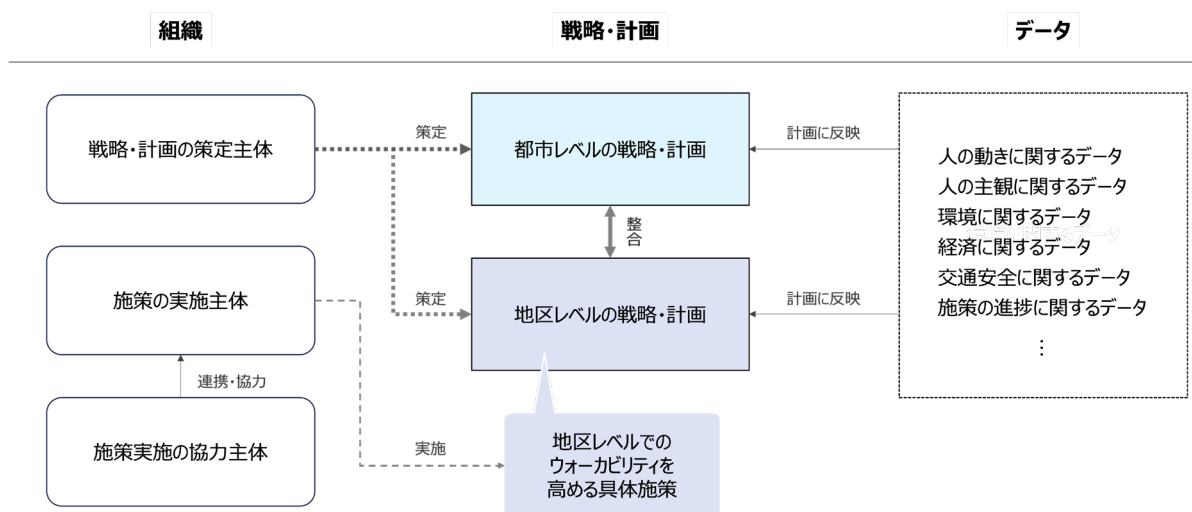 組織
戦略・計画
データ
戦略・計画の策定主体
策定
都市レベルの戦略・計画
計画に反映
人の動きに関するデータ
人の主観に関するデータ
環境に関するデータ
経済に関するデータ
交通安全に関するデータ
施策の進捗に関するデータ
⋮
整
合
施策の実施主体
策定
地区レベルの戦略・計画
計画に反映
連携・協力
施策実施の協力主体
実施
地区レベルでの
ウォーカビリティを
高める具体施策